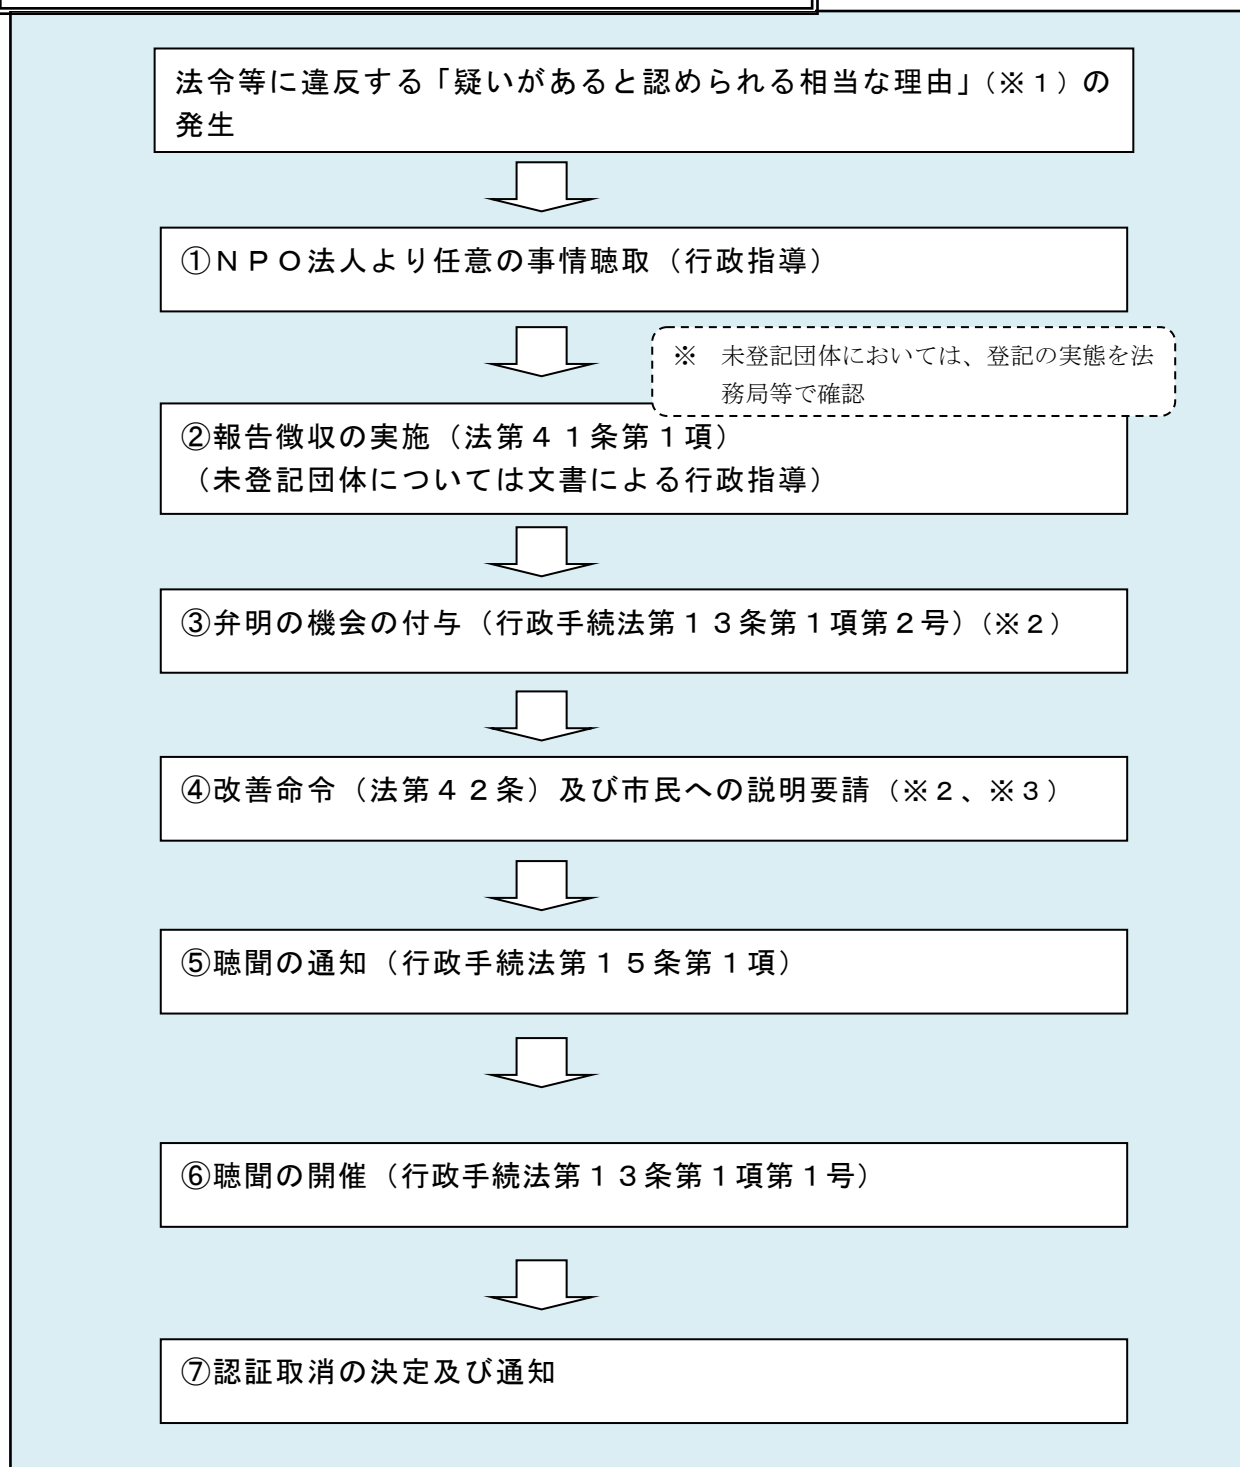 法令等に違反する「疑いがあると認められる相当な理由」（※１）の
発生
①ＮＰＯ法人より任意の事情聴取（行政指導）
※　未登記団体においては、登記の実態を法
務局等で確認
②報告徴収の実施（法第４１条第１項）
（未登記団体については文書による行政指導）
③弁明の機会の付与（行政手続法第１３条第１項第２号）（※２）
④改善命令（法第４２条）及び市民への説明要請（※２、※３）
⑤聴聞の通知（行政手続法第１５条第１項）
⑥聴聞の開催（行政手続法第１３条第１項第１号）
⑦認証取消の決定及び通知